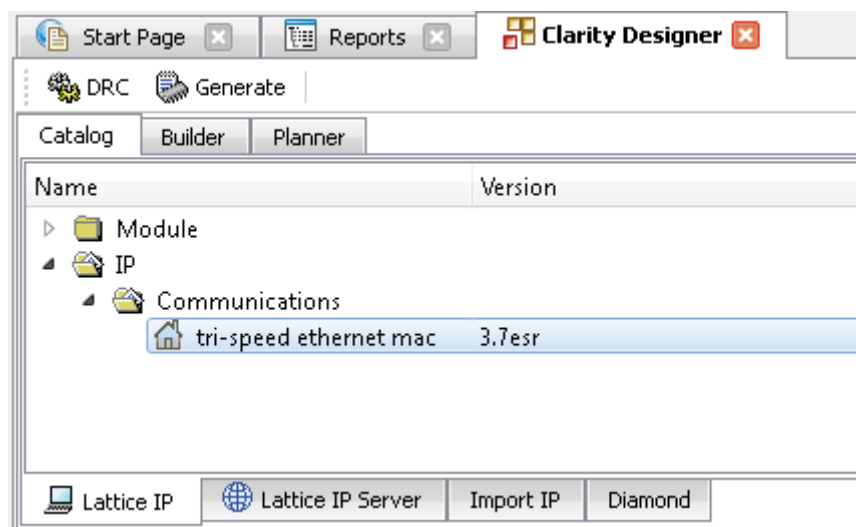 Start Page Reports Clarity Designer
DRC Generate
Catalog Builder Planner
Name Version
Module
IP
Communications
tri-speed ethernet mac 3.7esr
Lattice IP Lattice IP Server Import IP Diamond